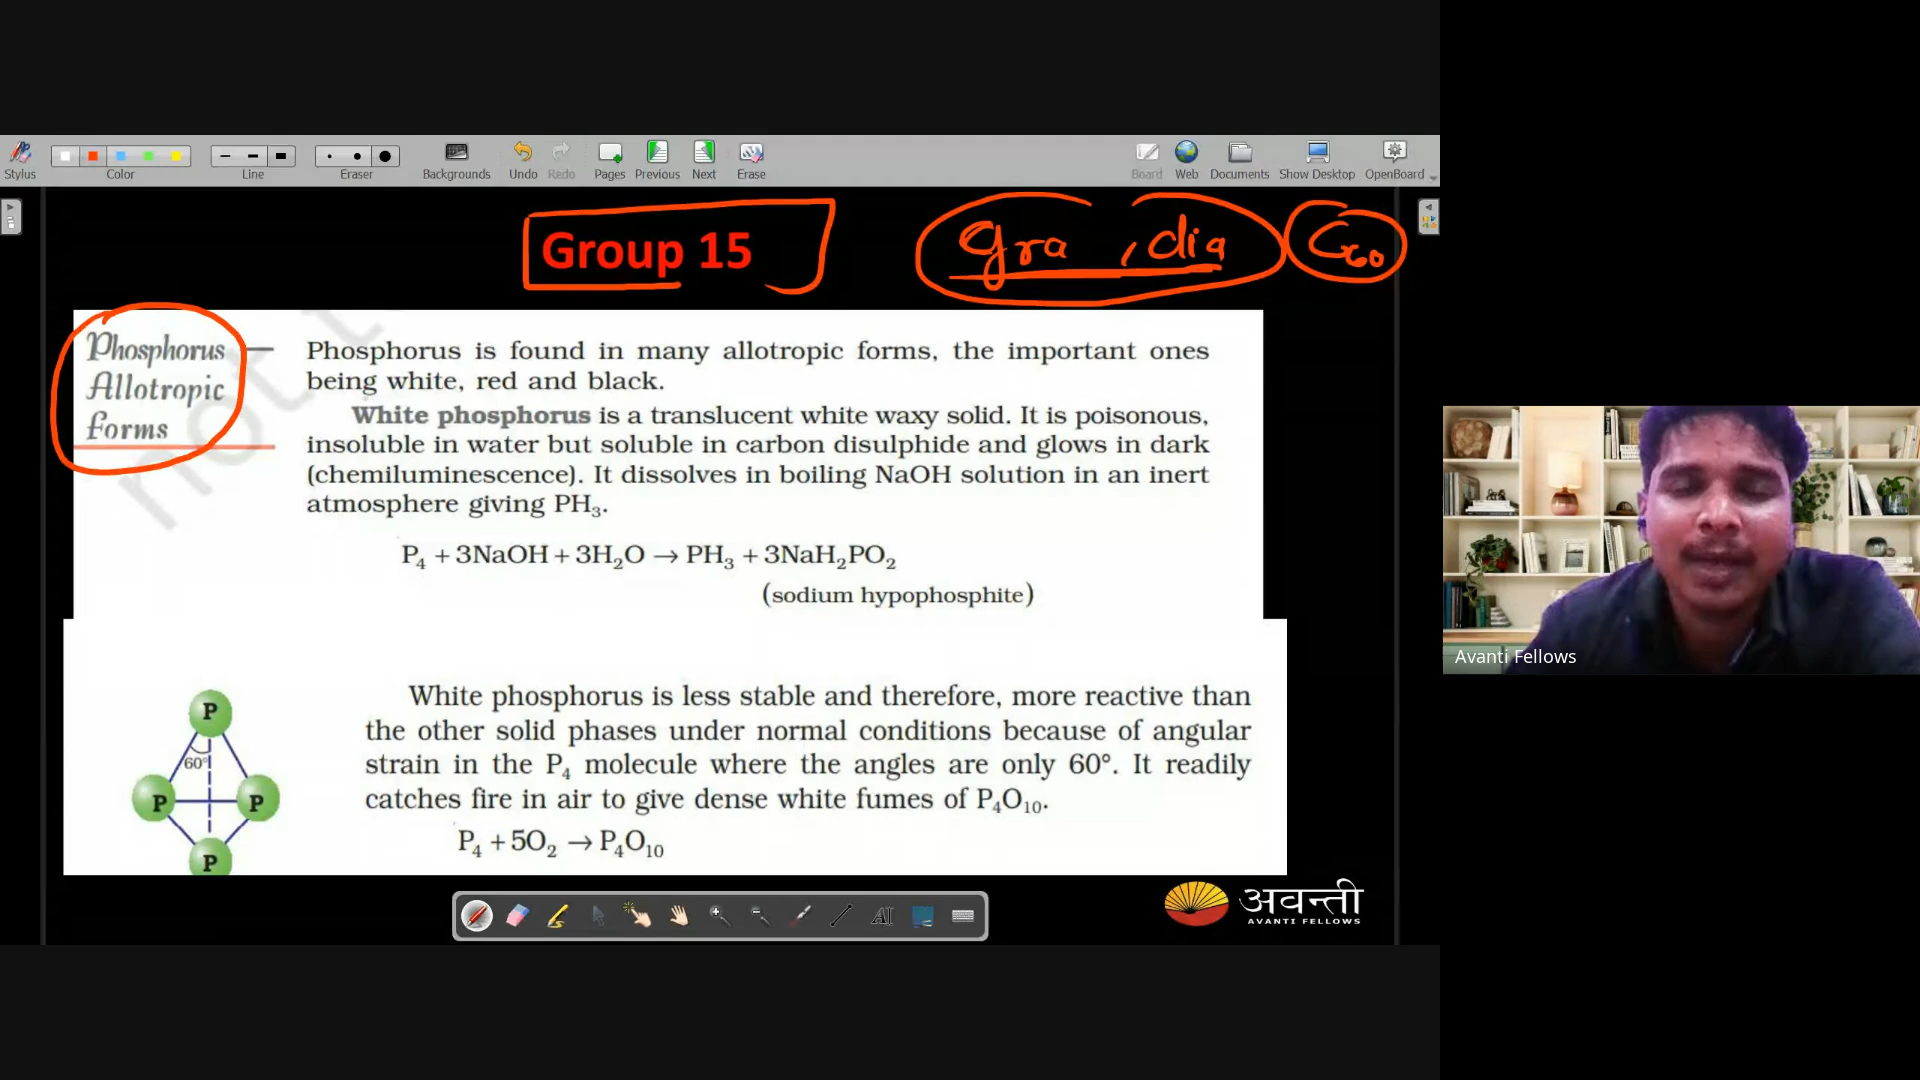 Stylus Color Line Eraser Backgrounds Undo Redo Pages Previous Next Erase Board Web Documents Show Desktop OpenBoard
Group 15
gra , dia C60
Phosphorus
Allotropic
Forms
Phosphorus is found in many allotropic forms, the important ones
being white, red and black.
White phosphorus is a translucent white waxy solid. It is poisonous,
insoluble in water but soluble in carbon disulphide and glows in dark
(chemiluminescence). It dissolves in boiling NaOH solution in an inert
atmosphere giving PH₃.
P₄ + 3NaOH + 3H₂O → PH₃ + 3NaH₂PO₂
(sodium hypophosphite)
not t
White phosphorus is less stable and therefore, more reactive than
the other solid phases under normal conditions because of angular
strain in the P₄ molecule where the angles are only 60°. It readily
catches fire in air to give dense white fumes of P₄O₁₀.
P₄ + 5O₂ → P₄O₁₀
P
60°
P P
P
Avanti Fellows
AI
अवन्ती
AVANTI FELLOWS